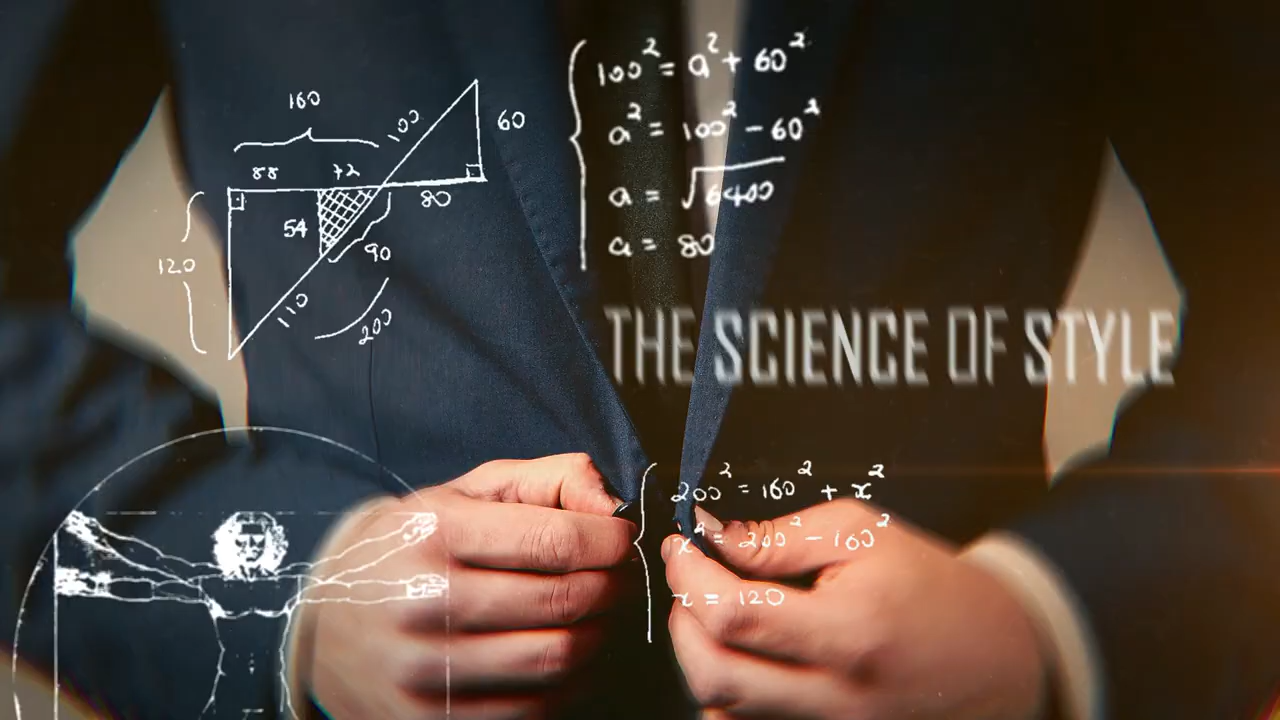 160
100
60
88
72
80
54
90
120
110
200
100² = a² + 60²
a² = 100² - 60²
a = √6400
a = 80
THE SCIENCE OF STYLE
200² = 160² + x²
x² = 200² - 160²
x = 120